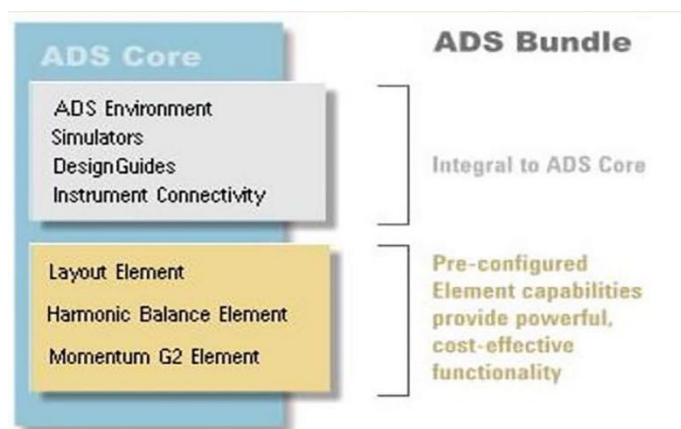 ADS Core
ADS Bundle
ADS Environment
Simulators
DesignGuides
Instrument Connectivity
Integral to ADS Core
Layout Element
Harmonic Balance Element
Momentum G2 Element
Pre-configured
Element capabilities
provide powerful,
cost-effective
functionality